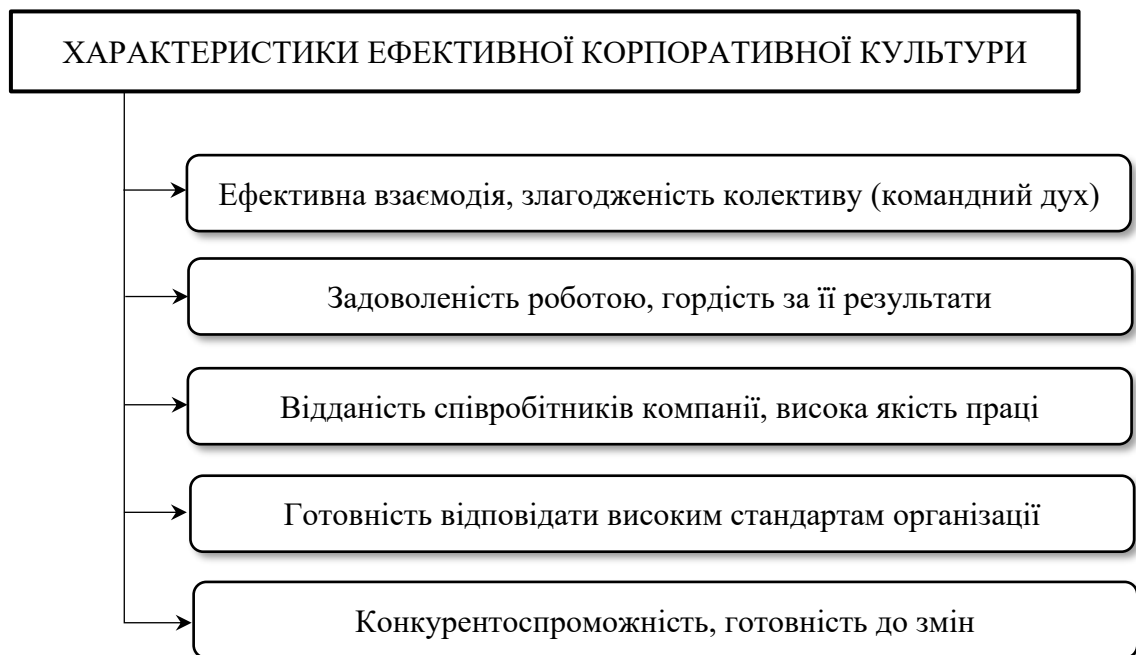 ХАРАКТЕРИСТИКИ ЕФЕКТИВНОЇ КОРПОРАТИВНОЇ КУЛЬТУРИ
Ефективна взаємодія, злагодженість колективу (командний дух)
Задоволеність роботою, гордість за її результати
Відданість співробітників компанії, висока якість праці
Готовність відповідати високим стандартам організації
Конкурентоспроможність, готовність до змін